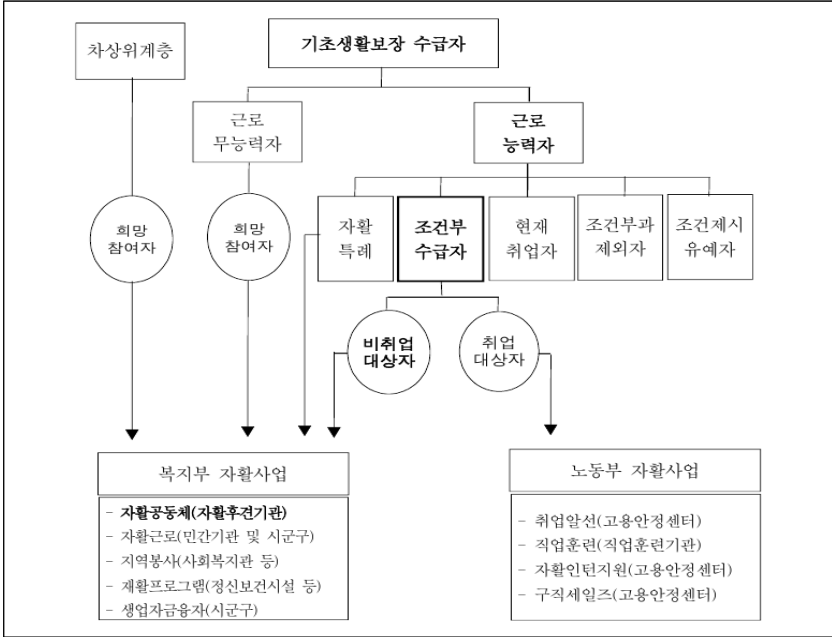 차상위계층
기초생활보장 수급자
근로
무능력자
근로
능력자
희망
참여자
희망
참여자
자활
특례
조건부
수급자
현재
취업자
조건부과
제외자
조건제시
유예자
비취업
대상자
취업
대상자
복지부 자활사업
- 자활공동체(자활후견기관)
- 자활근로(민간기관 및 시군구)
- 지역봉사(사회복지관 등)
- 재활프로그램(정신보건시설 등)
- 생업자금융자(시군구)
노동부 자활사업
- 취업알선(고용안정센터)
- 직업훈련(직업훈련기관)
- 자활인턴지원(고용안정센터)
- 구직세일즈(고용안정센터)